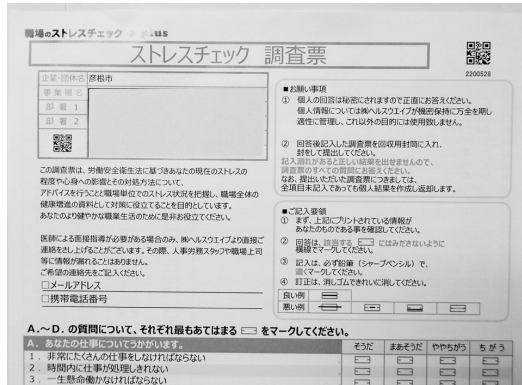 職場のストレスチェック plus
ストレスチェック 調査票
2200528
企業・団体名 彦根市
事業場名
部署1
部署2
この調査票は、労働安全衛生法に基づきあなたの現在のストレスの
程度や心身への影響とその対処方法について、
アドバイスを行うことと職場単位でのストレス状況を把握し、職場全体の
健康増進の資料として対策に役立てることを目的としています。
あなたのより健やかな職業生活のために是非お役立てください。
医師による面接指導が必要がある場合のみ、㈱ヘルスウエイブより直接ご
連絡をさし上げることがございます。その際、人事労務スタッフや職場上司
等に情報が漏れることはありません。
ご希望の連絡先をご記入ください。
□メールアドレス
□携帯電話番号
■お願い事項
① 個人の回答は秘密にされますので正直にお答えください。
個人情報については㈱ヘルスウエイブが機密保持に万全を期し
適性に管理し、これ以外の目的には使用致しません。
② 回答後記入した調査票を回収用封筒に入れ、
封をして提出してください。
記入漏れがあると正しい結果を出せませんので、
調査票のすべての質問にお答えください。
なお、提出いただいた調査票につきましては、
全項目未記入であっても個人結果を作成し返却します。
■ご記入要領
① まず、上記にプリントされている情報が
あなたのものである事を確認してください。
② 回答は、該当する にはみださないように
横線でマークしてください。
③ 記入は、必ず鉛筆（シャープペンシル）で、
濃くマークしてください。
④ 訂正は、消しゴムできれいに消してください。
良い例
悪い例
A.～D. の質問について、それぞれ最もあてはまる をマークしてください。
A. あなたの仕事についてうかがいます。 そうだ まあそうだ ややちがう ちがう
1. 非常にたくさんの仕事をしなければならない
2. 時間内に仕事が処理しきれない
3. 一生懸命働かなければならない